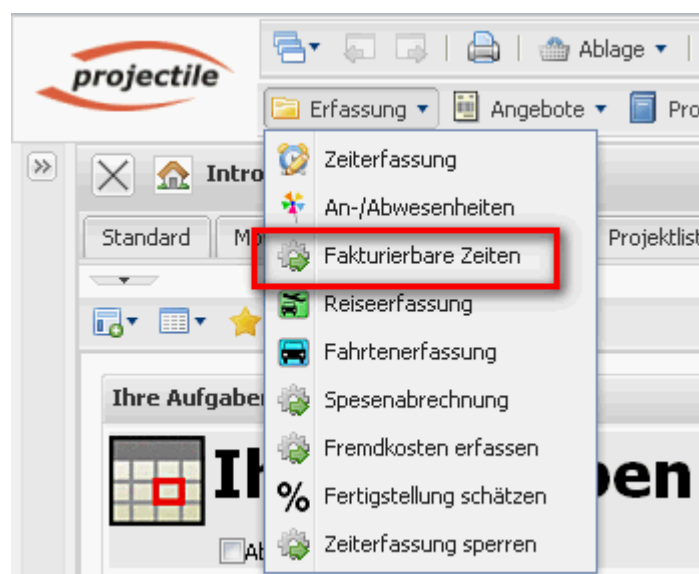 projectile
Ablage
Erfassung
Angebote
Zeiterfassung
An-/Abwesenheiten
Fakturierbare Zeiten
Reiseerfassung
Fahrtenerfassung
Spesenabrechnung
Fremdkosten erfassen
% Fertigstellung schätzen
Zeiterfassung sperren
Intro
Standard
Projektlist
Ihre Aufgaben